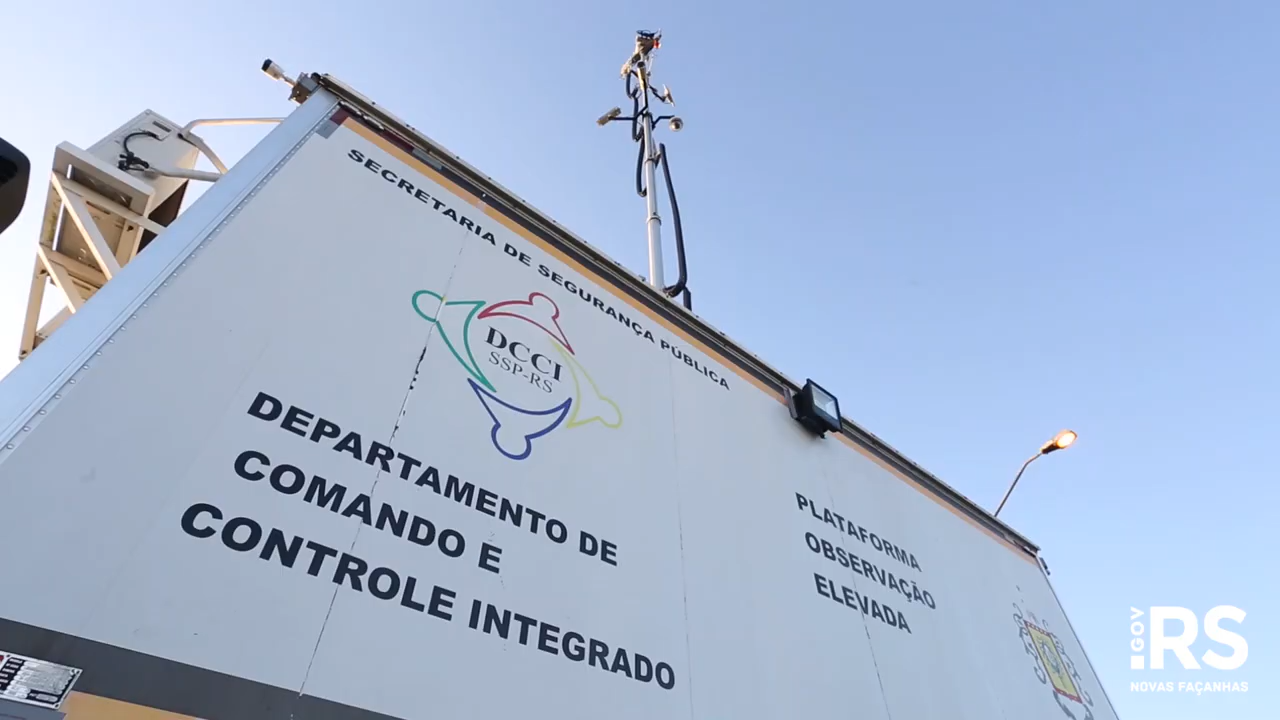 SECRETARIA DE SEGURANÇA PÚBLICA
DCCI
SSP-RS
DEPARTAMENTO DE
COMANDO E
CONTROLE INTEGRADO
PLATAFORMA
OBSERVAÇÃO
ELEVADA
.GOV
RS
NOVAS FAÇANHAS